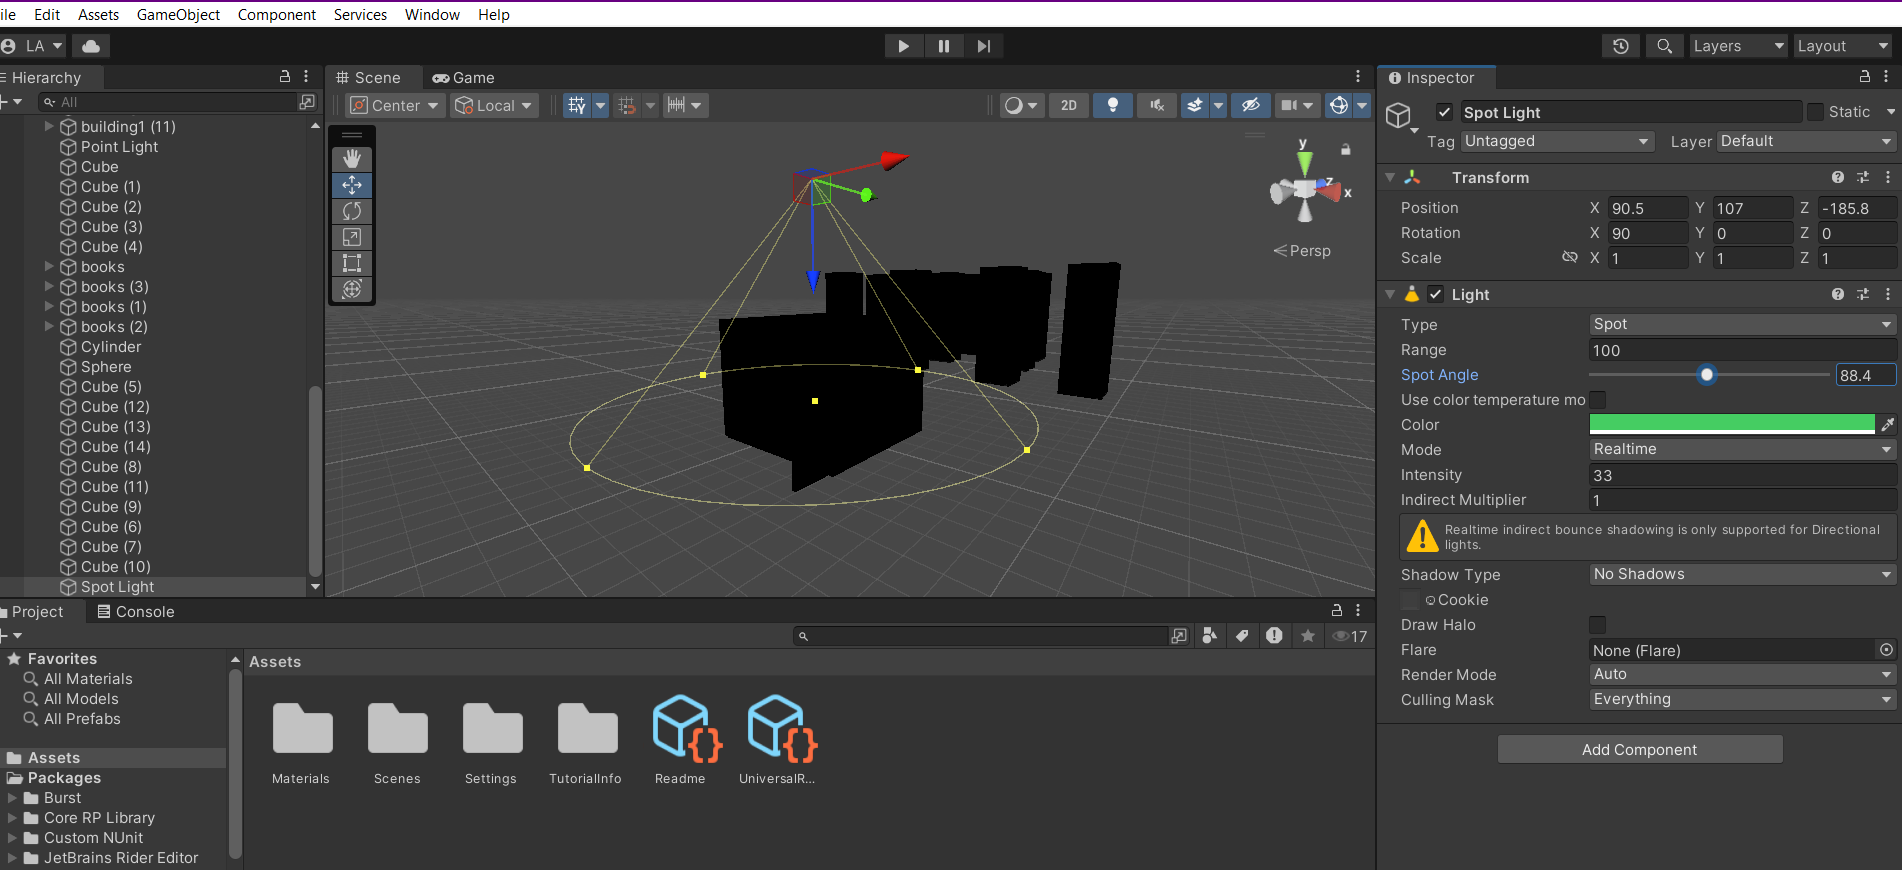 ile Edit Assets GameObject Component Services Window Help
LA Layers Layout
Hierarchy
All
building1 (11)
Point Light
Cube
Cube (1)
Cube (2)
Cube (3)
Cube (4)
books
books (3)
books (1)
books (2)
Cylinder
Sphere
Cube (5)
Cube (12)
Cube (13)
Cube (14)
Cube (8)
Cube (11)
Cube (9)
Cube (6)
Cube (7)
Cube (10)
Spot Light
Scene Game
Center Local 2D
y
z
x
Persp
Inspector
Spot Light Static
Tag Untagged Layer Default
Transform
Position X 90.5 Y 107 Z -185.8
Rotation X 90 Y 0 Z 0
Scale X 1 Y 1 Z 1
Light
Type Spot
Range 100
Spot Angle 88.4
Use color temperature mo
Color
Mode Realtime
Intensity 33
Indirect Multiplier 1
Realtime indirect bounce shadowing is only supported for Directional
lights.
Shadow Type No Shadows
Cookie
Draw Halo
Flare None (Flare)
Render Mode Auto
Culling Mask Everything
Add Component
Project Console
17
Favorites
All Materials
All Models
All Prefabs
Assets
Packages
Burst
Core RP Library
Custom NUnit
JetBrains Rider Editor
Assets
Materials Scenes Settings TutorialInfo Readme UniversalR...